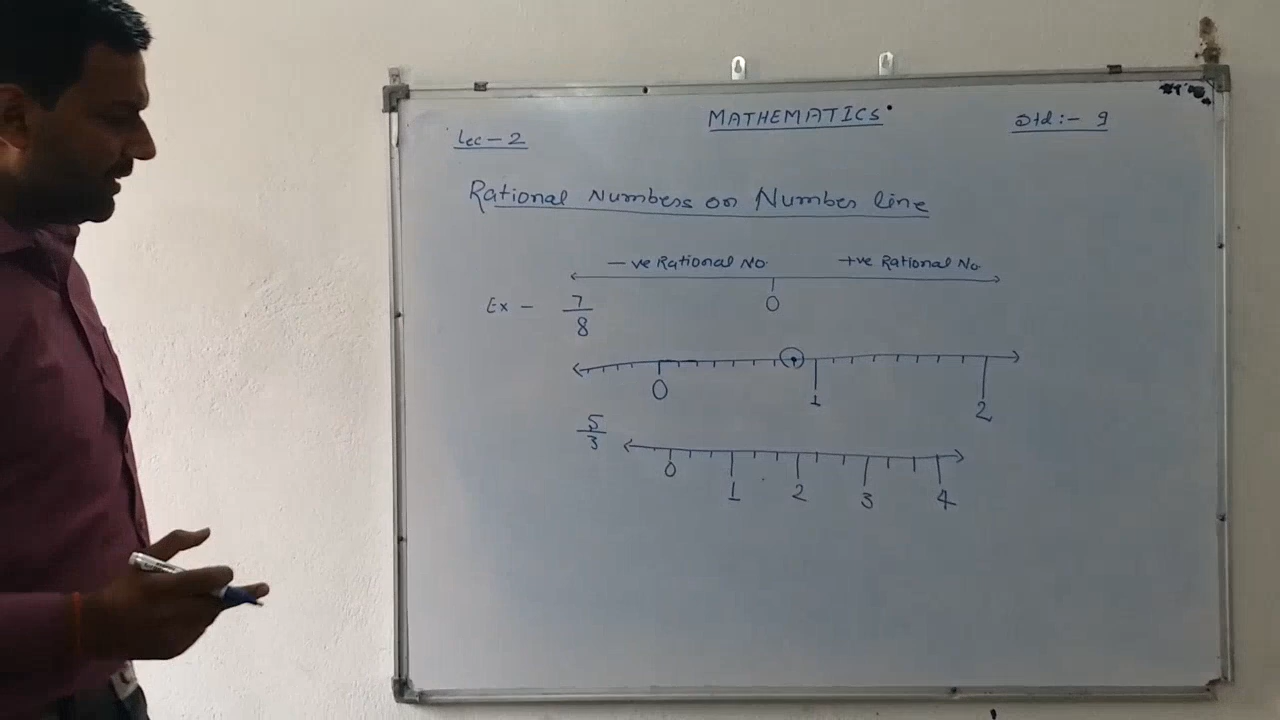 MATHEMATICS
Lec - 2
Std :- 9
Rational Numbers on Number line
-ve Rational No.
+ve Rational No.
0
Ex - 7/8
0 1 2
5/3
0 1 2 3 4